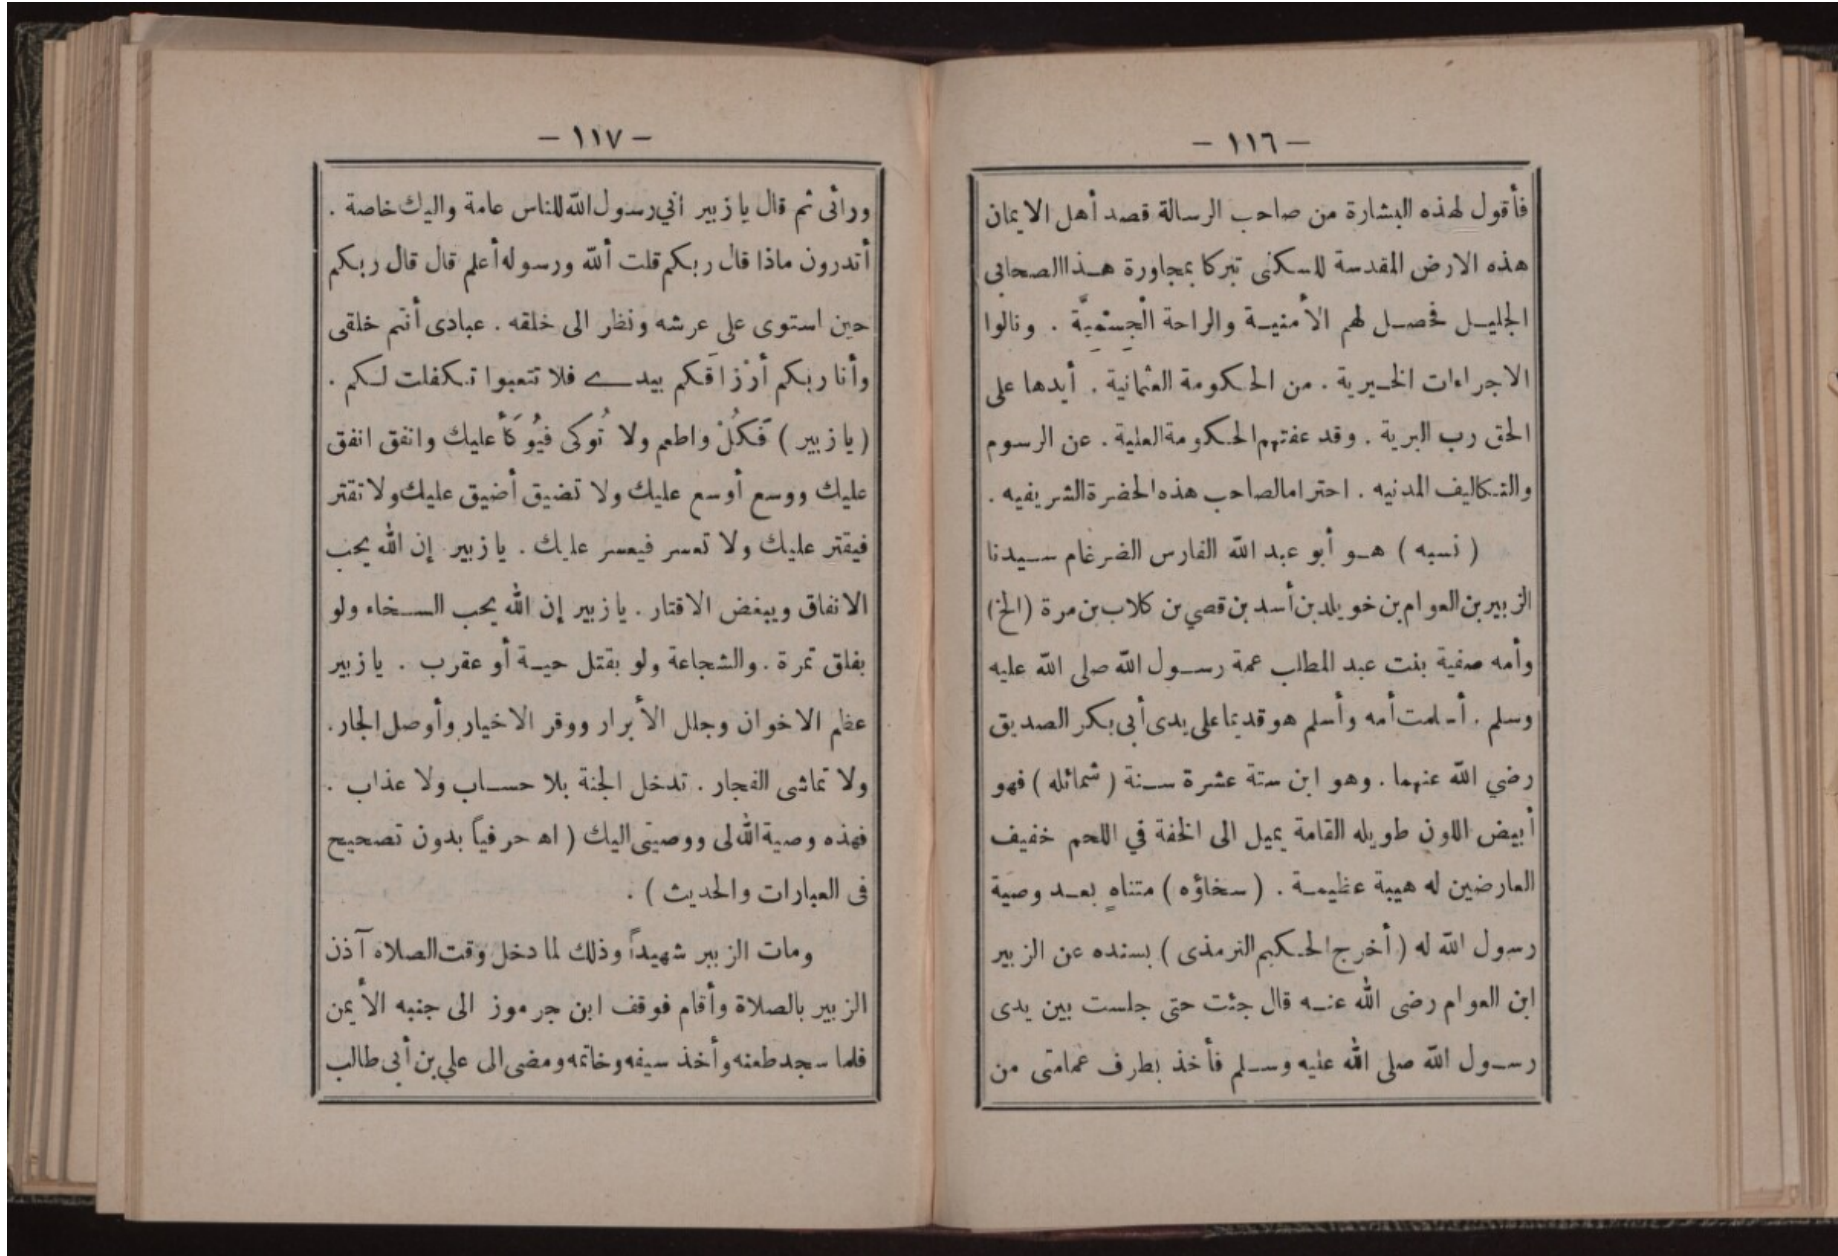 — ١١٦ —
فأقول لهذه البشارة من صاحب الرسالة قصد أهل الايمان
هذه الارض المقدسة للسكنى تبركا بمجاورة هذا الصحابي
الجليل فحصل لهم الأمنية والراحة الْجِسْمِيَّة . ونالوا
الاجراءات الخيرية . من الحكومة العثمانية . أيدها على
الحق رب البرية . وقد عفتهم الحكومة العلية . عن الرسوم
والتكاليف المدنيه . احتراما لصاحب هذه الحضرة الشريفيه .
( نسبه ) هو أبو عبد الله الفارس الضرغام سيدنا
الزبير بن العوام بن خويلد بن أسد بن قصي بن كلاب بن مرة (الخ)
وأمه صفية بنت عبد المطلب عمة رسول الله صلى الله عليه
وسلم . أسلمت أمه وأسلم هو قديما على يدى أبى بكر الصديق
رضي الله عنهما . وهو ابن ستة عشرة سنة ( شمائله ) فهو
أبيض اللون طويله القامة يميل الى الخفة في اللحم خفيف
العارضين له هيبة عظيمة . ( سخاؤه ) متناهٍ بعد وصية
رسول الله له ( أخرج الحكيم الترمذى ) بسنده عن الزبير
ابن العوام رضى الله عنه قال جئت حتى جلست بين يدى
رسول الله صلى الله عليه وسلم فأخذ بطرف عمامتى من
— ١١٧ —
ورائى ثم قال يا زبير اني رسول الله للناس عامة واليك خاصة .
أتدرون ماذا قال ربكم قلت ألله ورسوله أعلم قال قال ربكم
حين استوى على عرشه ونظر الى خلقه . عبادى أنتم خلقى
وأنا ربكم أرْزَاقكم بيدے فلا تتعبوا تكفلت لكم .
( يا زبير ) فَكُلْ واطعم ولا تُوكى فيُوكَأ عليك وانفق انفق
عليك ووسع أوسع عليك ولا تضيق أضيق عليك ولا تقتر
فيقتر عليك ولا تعسر فيعسر عليك . يا زبير إن الله يحب
الانفاق ويبغض الاقتار . يا زبير إن الله يحب السخاء ولو
بفلق تمرة . والشجاعة ولو بقتل حية أو عقرب . يا زبير
عظم الاخوان وجلل الأبرار ووقر الاخيار وأوصل الجار .
ولا تماشى الفجار . تدخل الجنة بلا حساب ولا عذاب .
فهذه وصية الله لى ووصيتى اليك ( اه حرفياً بدون تصحيح
فى العبارات والحديث ) .
ومات الزبير شهيداً وذلك لما دخل وقت الصلاه آذن
الزبير بالصلاة وأقام فوقف ابن جرموز الى جنبه الأيمن
فلما سجد طعنه وأخذ سيفه وخاتمه ومضى الى علي بن أبى طالب